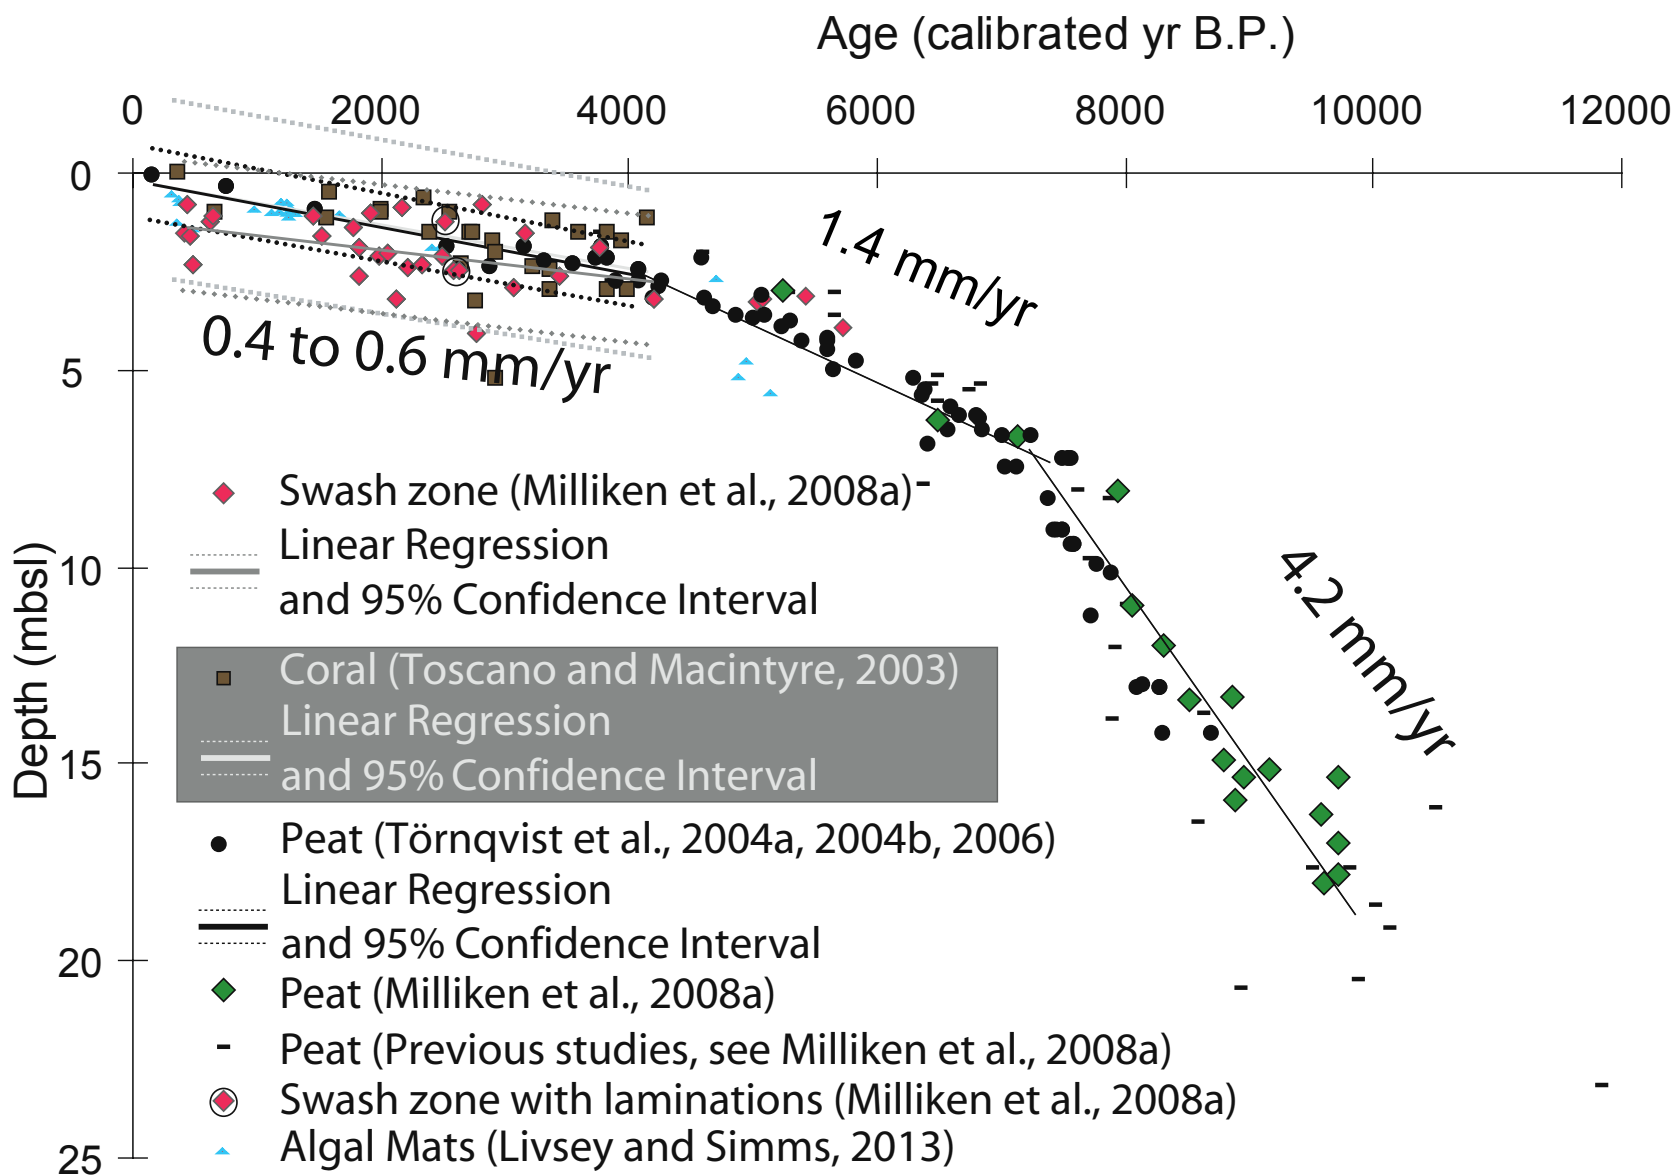 Age (calibrated yr B.P.)
0 2000 4000 6000 8000 10000 12000
0
5
10
15
20
25
Depth (mbsl)
0.4 to 0.6 mm/yr
1.4 mm/yr
4.2 mm/yr
Swash zone (Milliken et al., 2008a)
Linear Regression
and 95% Confidence Interval
Coral (Toscano and Macintyre, 2003)
Linear Regression
and 95% Confidence Interval
Peat (Törnqvist et al., 2004a, 2004b, 2006)
Linear Regression
and 95% Confidence Interval
Peat (Milliken et al., 2008a)
Peat (Previous studies, see Milliken et al., 2008a)
Swash zone with laminations (Milliken et al., 2008a)
Algal Mats (Livsey and Simms, 2013)